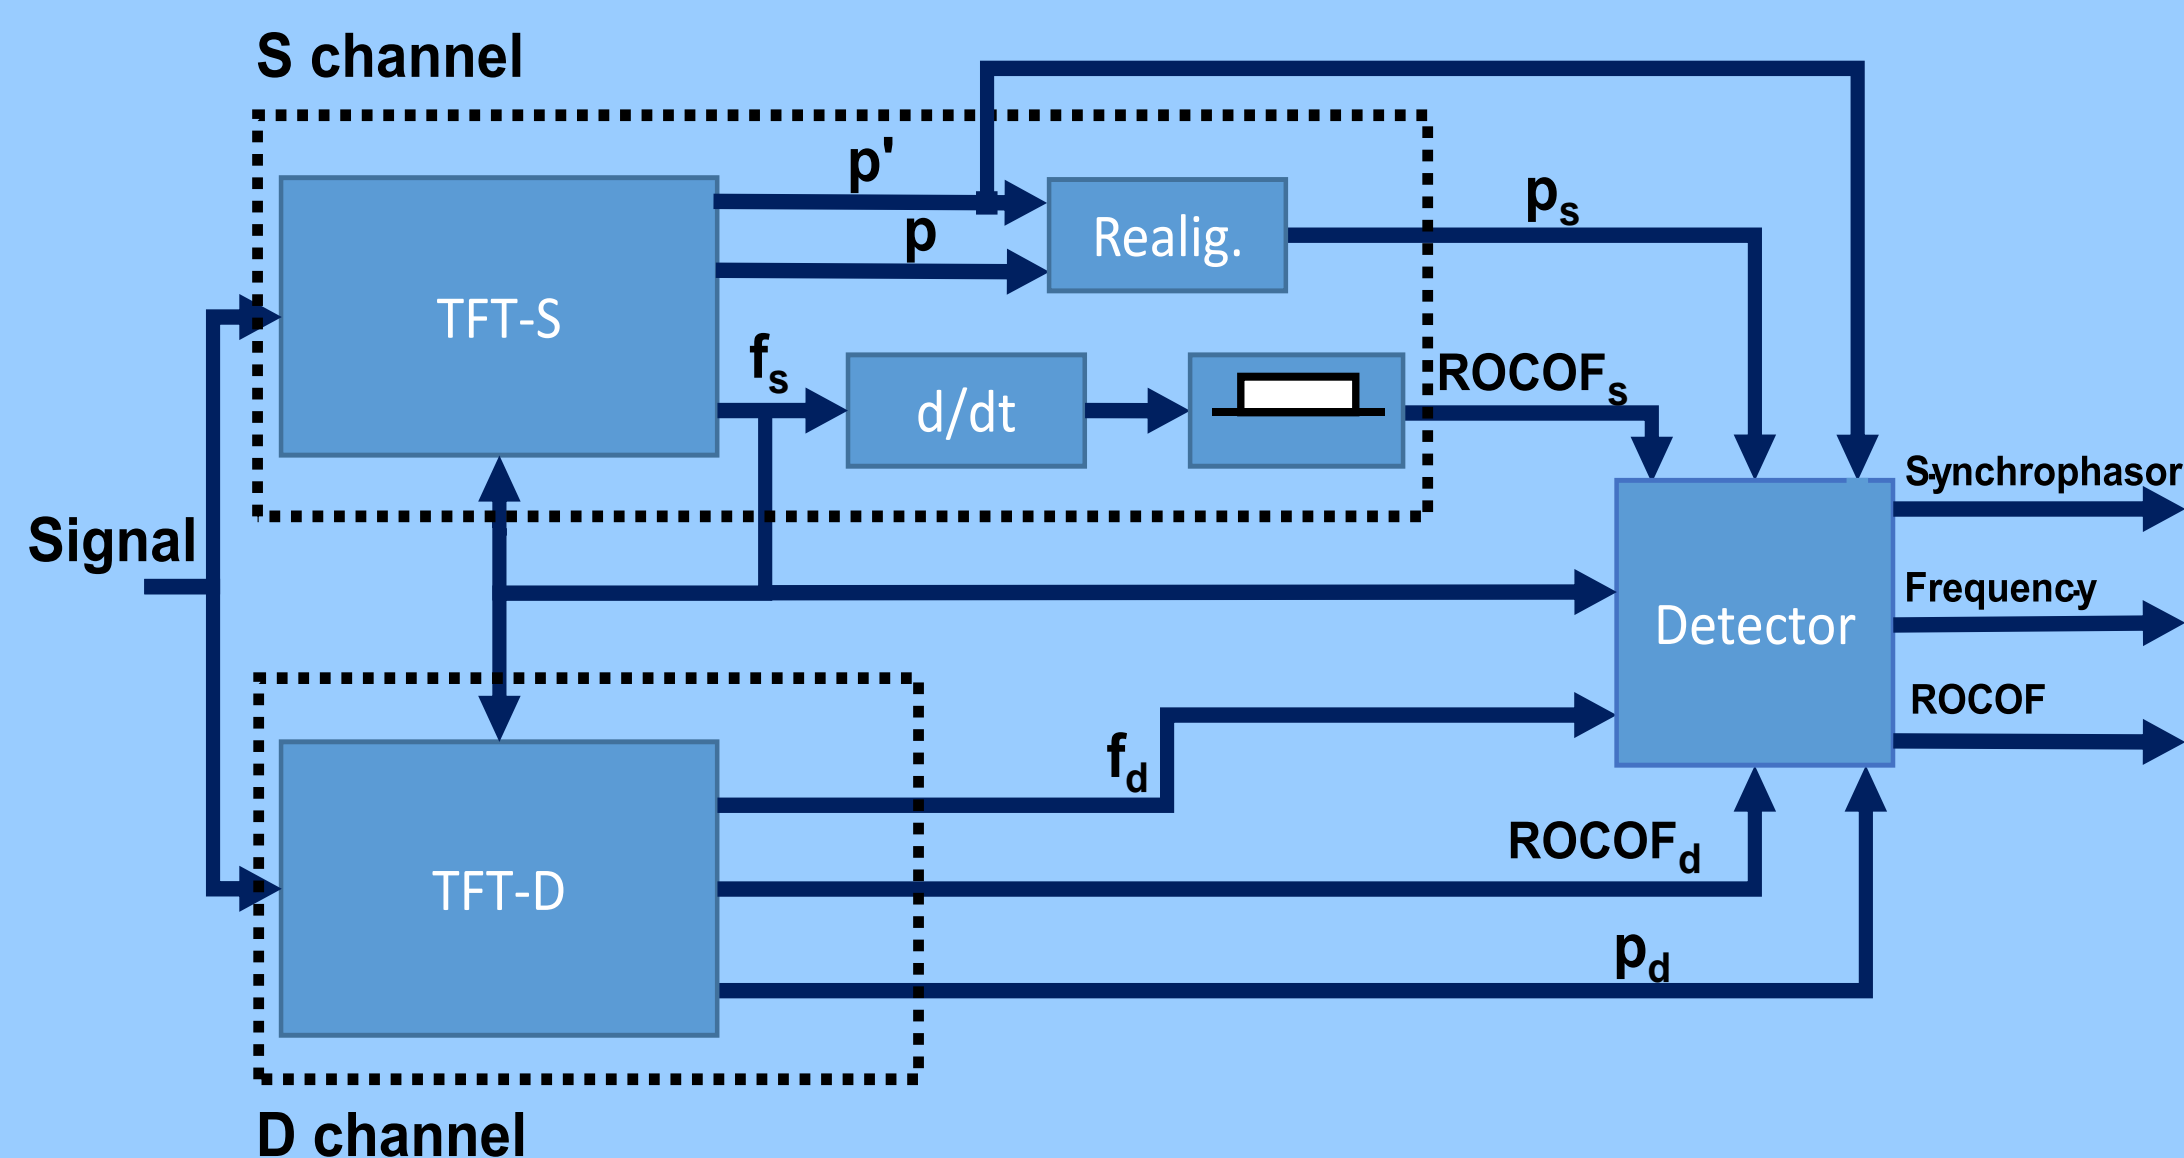 S channel
p'
p
TFT-S
Realig.
ps
fs
d/dt
ROCOFs
Signal
Synchrophasor
Frequency
Detector
ROCOF
fd
ROCOFd
TFT-D
pd
D channel